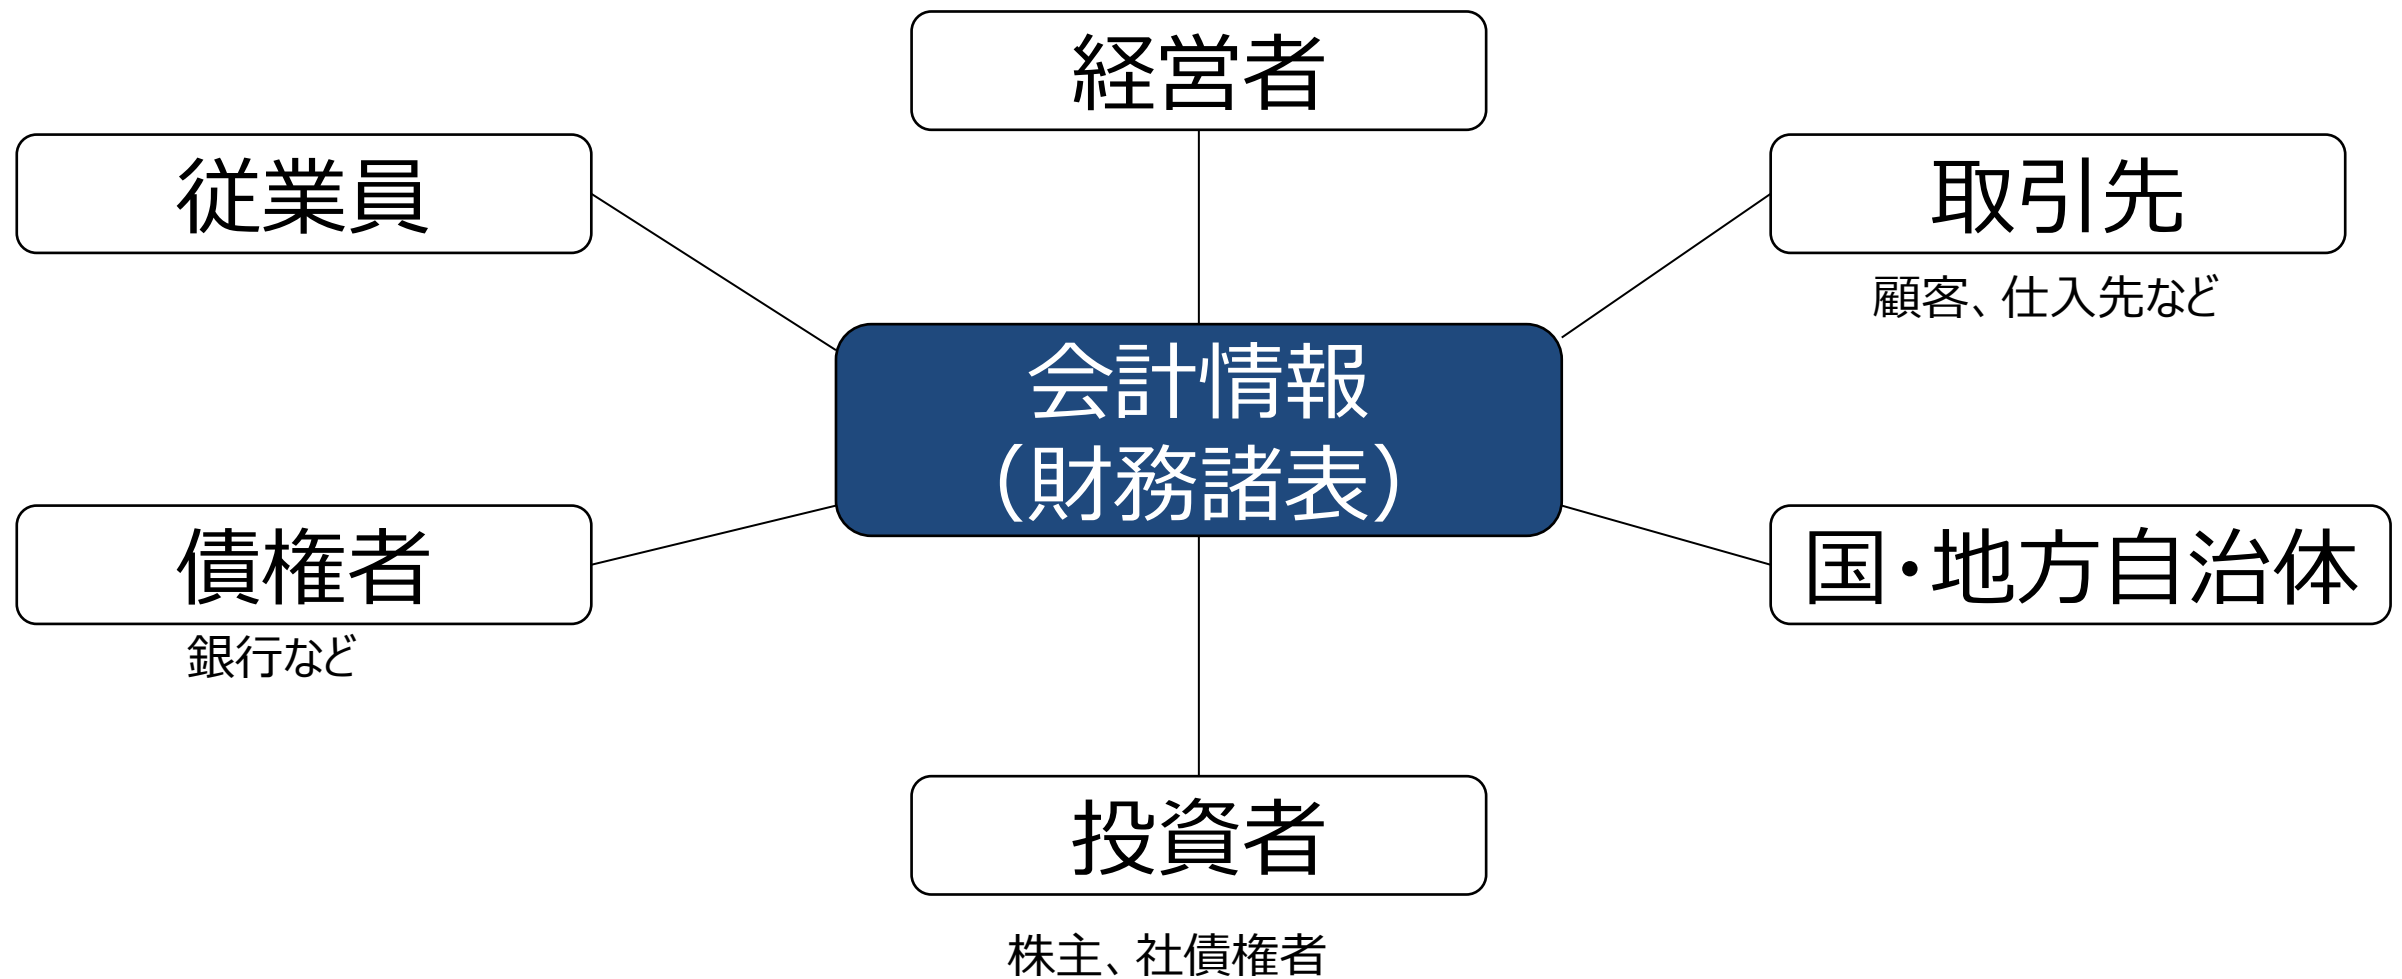 経営者
従業員
取引先
顧客、仕入先など
会計情報
（財務諸表）
債権者
銀行など
国・地方自治体
投資者
株主、社債権者